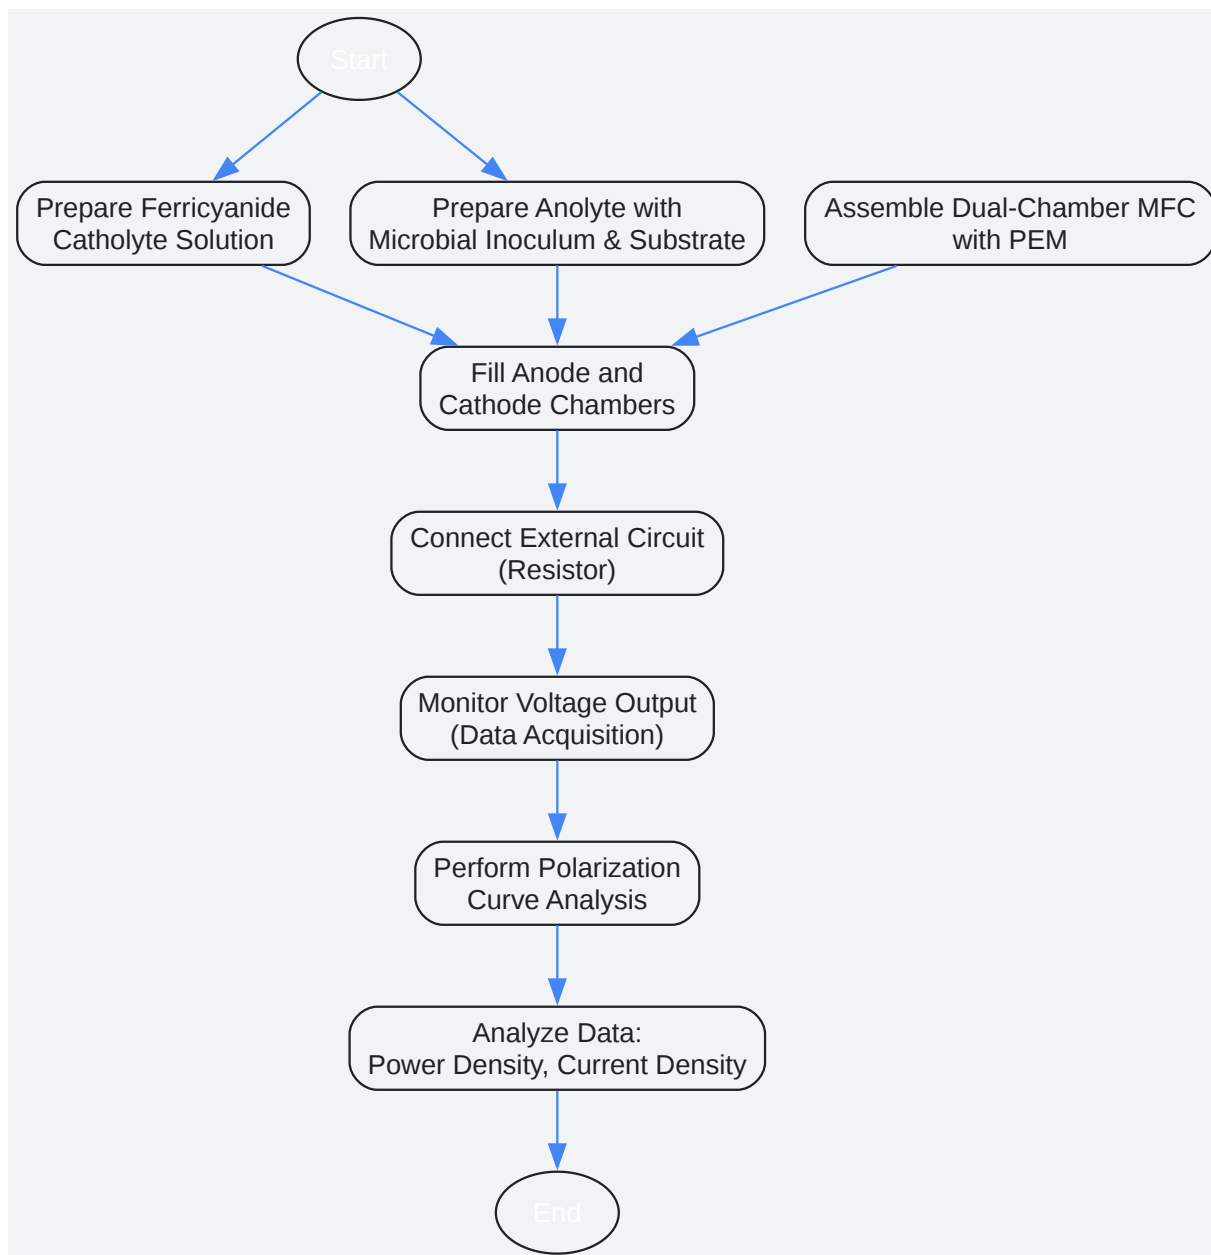 Start
Prepare Ferricyanide
Catholyte Solution
Prepare Anolyte with
Microbial Inoculum & Substrate
Assemble Dual-Chamber MFC
with PEM
Fill Anode and
Cathode Chambers
Connect External Circuit
(Resistor)
Monitor Voltage Output
(Data Acquisition)
Perform Polarization
Curve Analysis
Analyze Data:
Power Density, Current Density
End